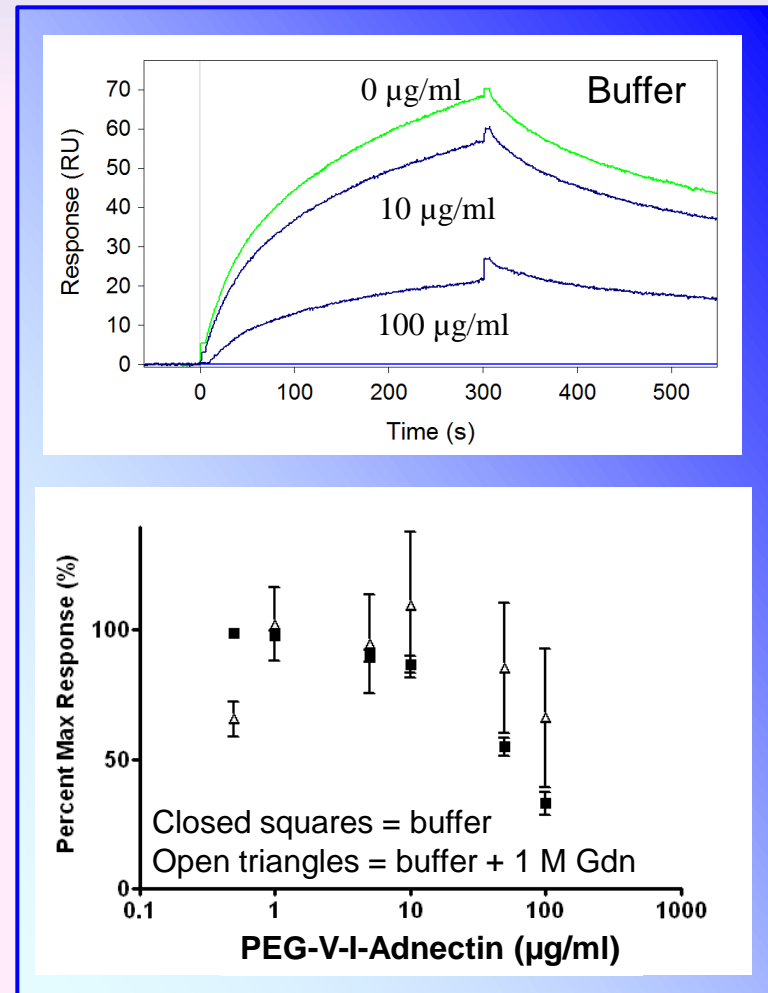 Buffer
0 µg/ml
10 µg/ml
100 µg/ml
Response (RU)
70
60
50
40
30
20
10
0
0 100 200 300 400 500
Time (s)
Percent Max Response (%)
100
50
0
Closed squares = buffer
Open triangles = buffer + 1 M Gdn
0.1 1 10 100 1000
PEG-V-I-Adnectin (µg/ml)